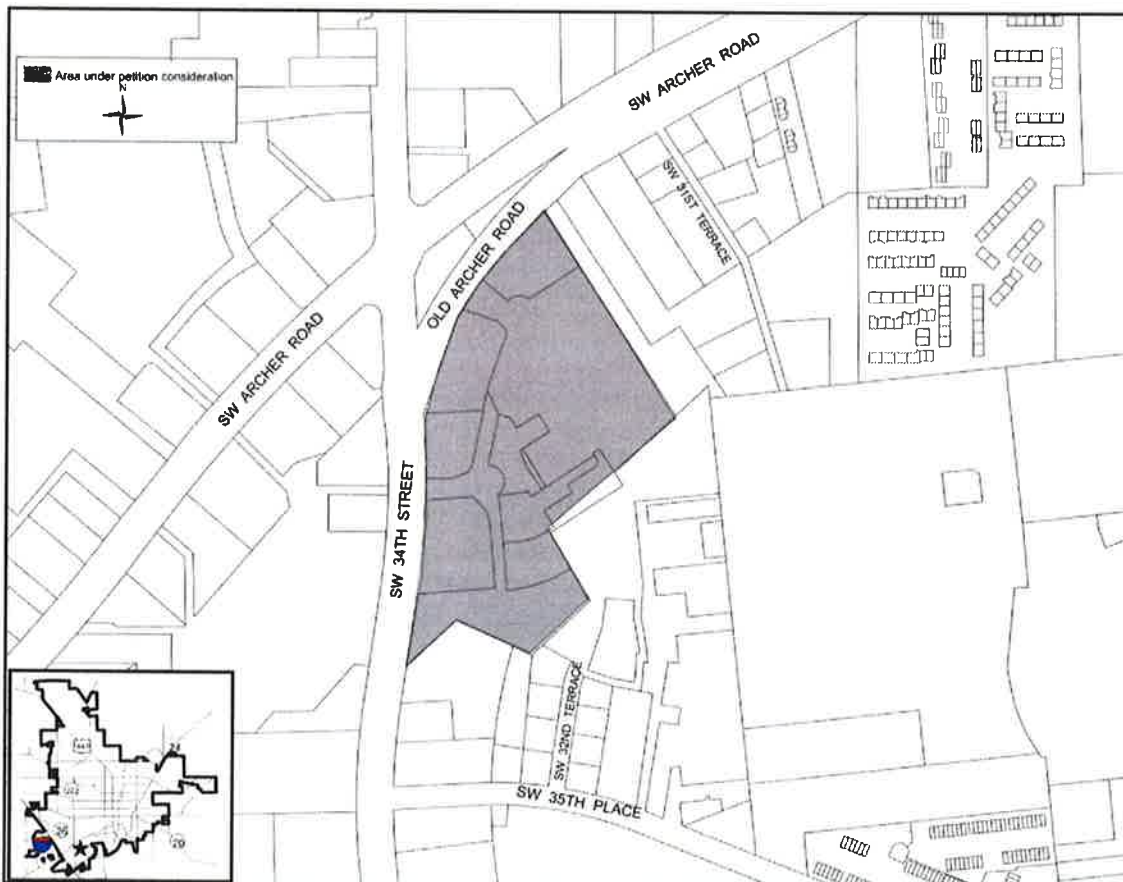 Area under petition consideration
N
SW ARCHER ROAD
SW 31ST TERRACE
OLD ARCHER ROAD
SW ARCHER ROAD
SW 34TH STREET
SW 32ND TERRACE
SW 35TH PLACE
441
24
26
20